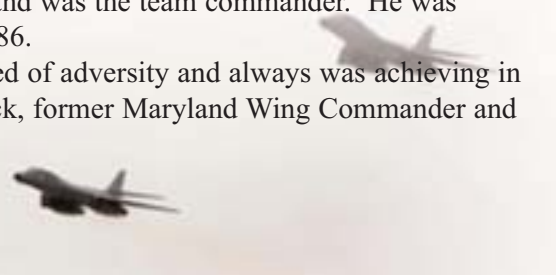 and was the team commander. He was
86.
ed of adversity and always was achieving in
ck, former Maryland Wing Commander and